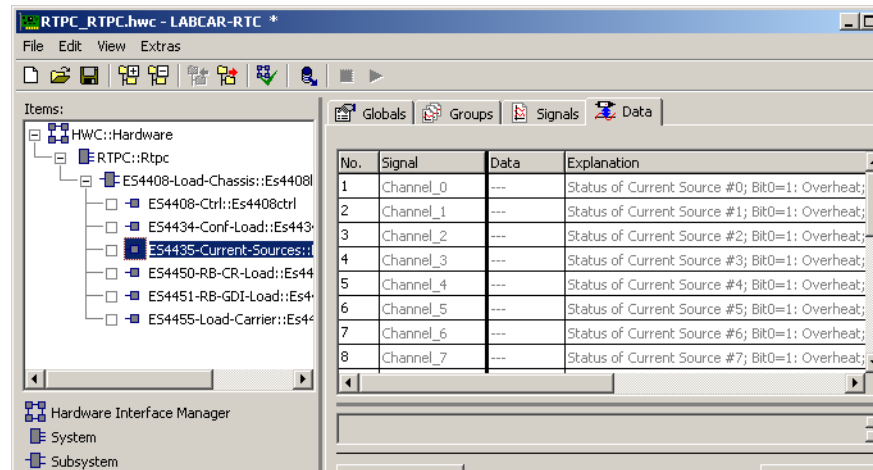 RTPC_RTPC.hwc - LABCAR-RTC *
File Edit View Extras
Items:
HWC::Hardware
RTPC::Rtpc
ES4408-Load-Chassis::Es4408l
ES4408-Ctrl::Es4408ctrl
ES4434-Conf-Load::Es443
ES4435-Current-Sources::
ES4450-RB-CR-Load::Es44
ES4451-RB-GDI-Load::Es4
ES4455-Load-Carrier::Es44
Hardware Interface Manager
System
Subsystem
Globals Groups Signals Data
No. Signal Data Explanation
1 Channel_0 --- Status of Current Source #0; Bit0=1: Overheat;
2 Channel_1 --- Status of Current Source #1; Bit0=1: Overheat;
3 Channel_2 --- Status of Current Source #2; Bit0=1: Overheat;
4 Channel_3 --- Status of Current Source #3; Bit0=1: Overheat;
5 Channel_4 --- Status of Current Source #4; Bit0=1: Overheat;
6 Channel_5 --- Status of Current Source #5; Bit0=1: Overheat;
7 Channel_6 --- Status of Current Source #6; Bit0=1: Overheat;
8 Channel_7 --- Status of Current Source #7; Bit0=1: Overheat;